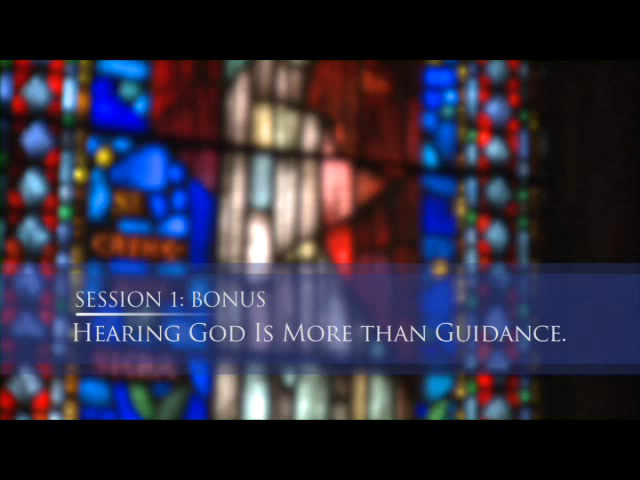 SESSION 1: BONUS
HEARING GOD IS MORE THAN GUIDANCE.